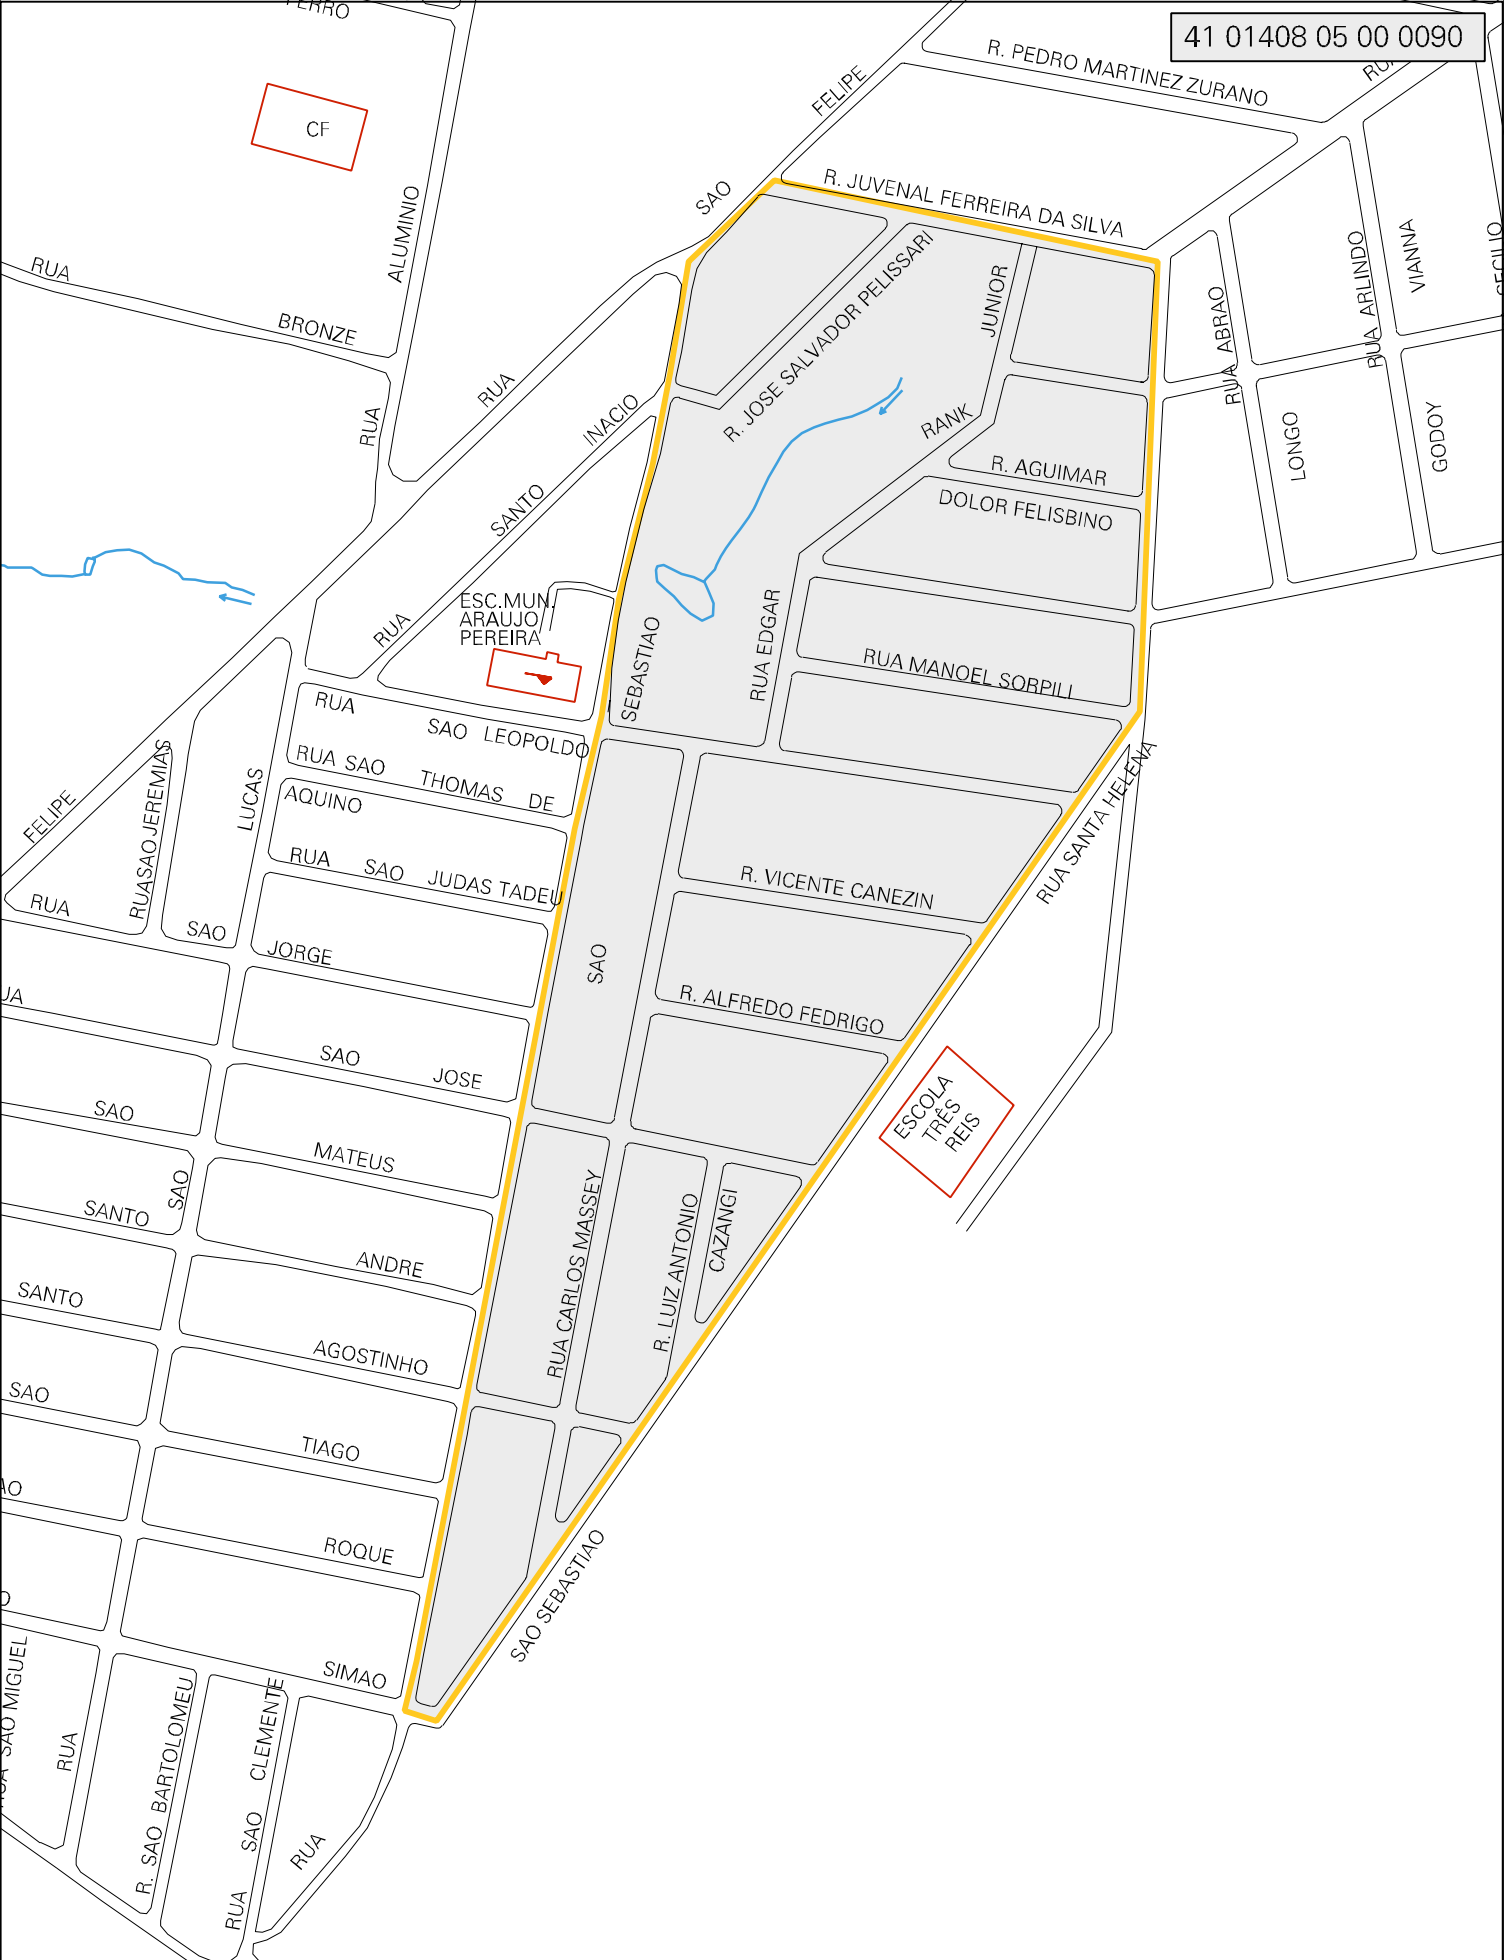 41 01408 05 00 0090
FERRO
R. PEDRO MARTINEZ ZURANO
FELIPE
CF
SAO
R. JUVENAL FERREIRA DA SILVA
ALUMINIO
RUA
BRONZE
R. JOSE SALVADOR PELISSARI
JUNIOR
RUA ABRAO
RUA ARLINDO
VIANNA
CECILIO
RUA
RUA
INACIO
RANK
LONGO
GODOY
R. AGUIMAR
DOLOR FELISBINO
SANTO
RUA
ESC.MUN.
ARAUJO
PEREIRA
SEBASTIAO
RUA EDGAR
RUA MANOEL SORPILI
RUA
SAO LEOPOLDO
RUA SAO THOMAS DE
AQUINO
FELIPE
RUASAOJEREMIAS
LUCAS
RUA SANTA HELENA
RUA SAO JUDAS TADEU
R. VICENTE CANEZIN
RUA
SAO
JORGE
SAO
R. ALFREDO FEDRIGO
SAO
JOSE
ESCOLA
TRÊS
REIS
SAO
MATEUS
SAO
SANTO
ANDRE
RUA CARLOS MASSEY
R. LUIZ ANTONIO
CAZANGI
SANTO
AGOSTINHO
SAO
TIAGO
ROQUE
SAO SEBASTIAO
SIMAO
SAO MIGUEL
RUA
R. SAO BARTOLOMEU
RUA SAO CLEMENTE
RUA